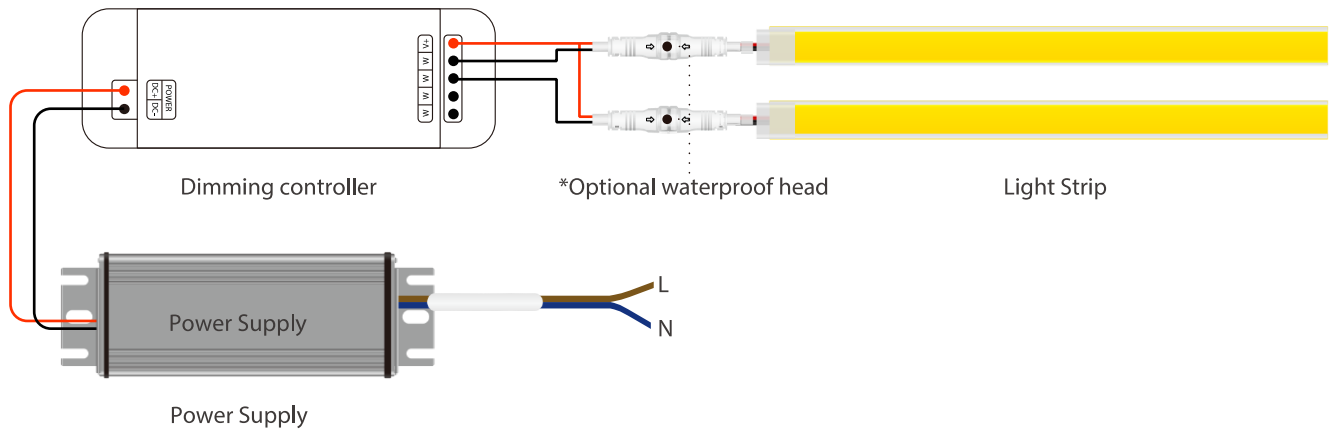 V+
W
W
W
W
POWER
DC+ DC-
Dimming controller
*Optional waterproof head
Light Strip
L
N
Power Supply
Power Supply